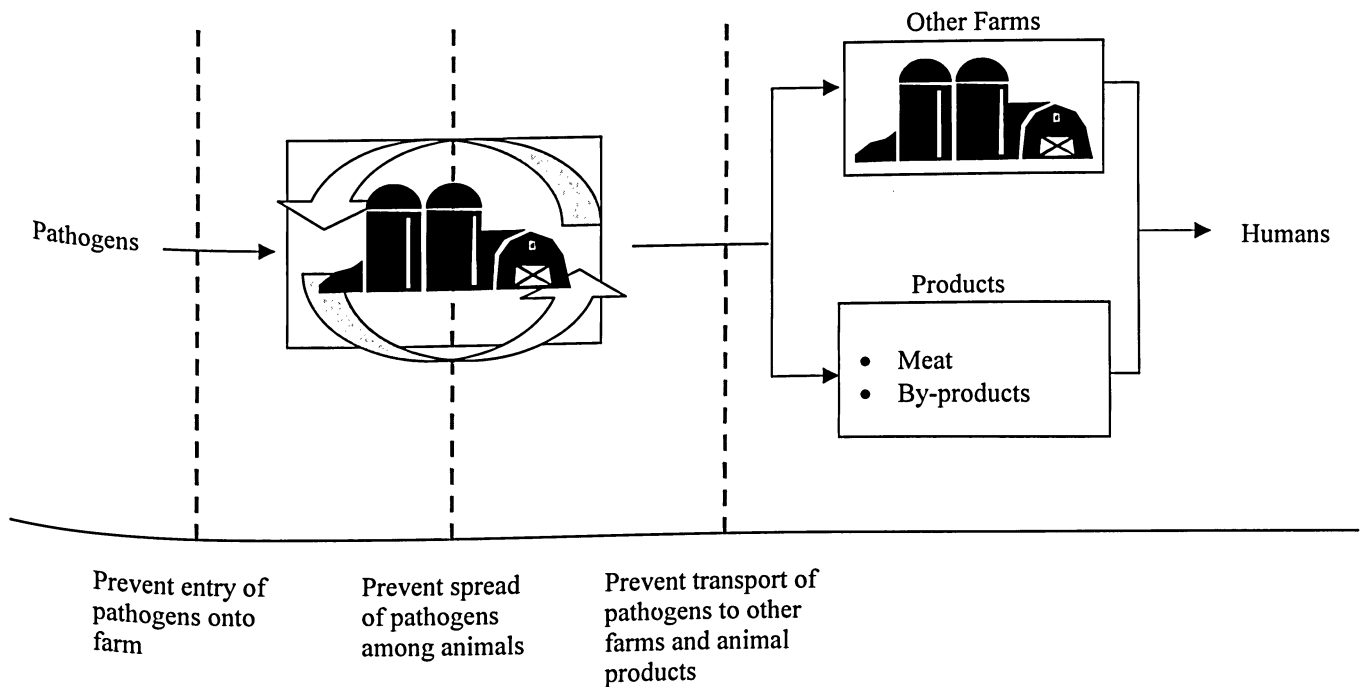 Other Farms
Pathogens
Humans
Products
• Meat
• By-products
Prevent entry of
pathogens onto
farm
Prevent spread
of pathogens
among animals
Prevent transport of
pathogens to other
farms and animal
products